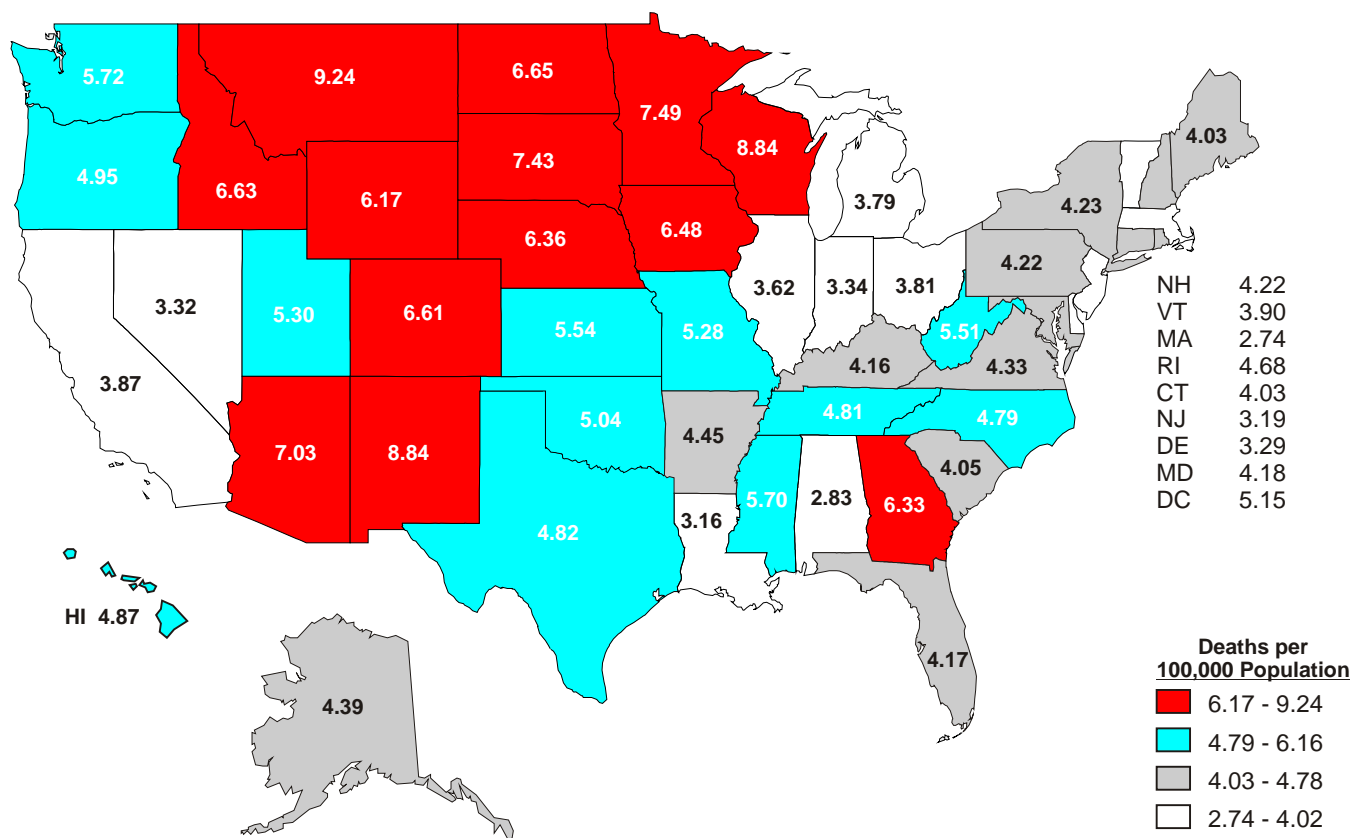 5.72
9.24
6.65
7.49
8.84
4.03
4.95
6.63
6.17
7.43
3.79
4.23
6.36
6.48
4.22
3.32
5.30
6.61
5.54
5.28
3.62
3.34
3.81
5.51
3.87
4.16
4.33
7.03
8.84
5.04
4.45
4.81
4.79
4.05
4.82
3.16
5.70
2.83
6.33
NH 4.22
VT 3.90
MA 2.74
RI 4.68
CT 4.03
NJ 3.19
DE 3.29
MD 4.18
DC 5.15
HI 4.87
4.39
4.17
Deaths per
100,000 Population
6.17 - 9.24
4.79 - 6.16
4.03 - 4.78
2.74 - 4.02